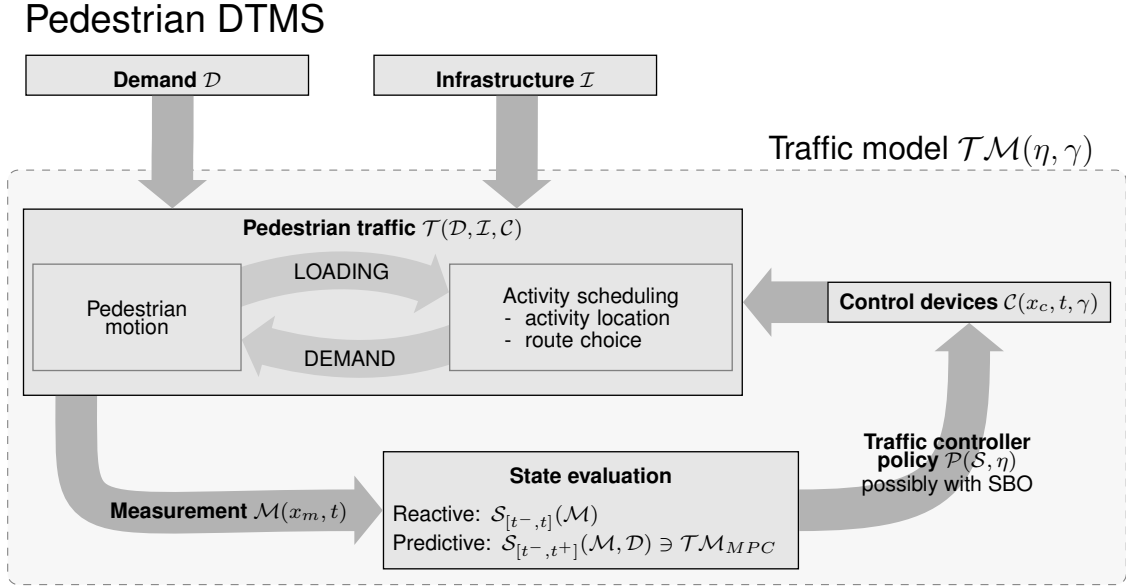 Pedestrian DTMS
Demand 𝒟
Infrastructure ℐ
Traffic model 𝒯ℳ(η, γ)
Pedestrian traffic 𝒯(𝒟, ℐ, 𝒞)
LOADING
Pedestrian
motion
Activity scheduling
- activity location
- route choice
DEMAND
Control devices 𝒞(x_c, t, γ)
Traffic controller
policy 𝒫(𝒮, η)
possibly with SBO
State evaluation
Measurement ℳ(x_m, t)
Reactive: 𝒮_[t⁻,t](ℳ)
Predictive: 𝒮_[t⁻,t⁺](ℳ, 𝒟) ∋ 𝒯ℳ_MPC